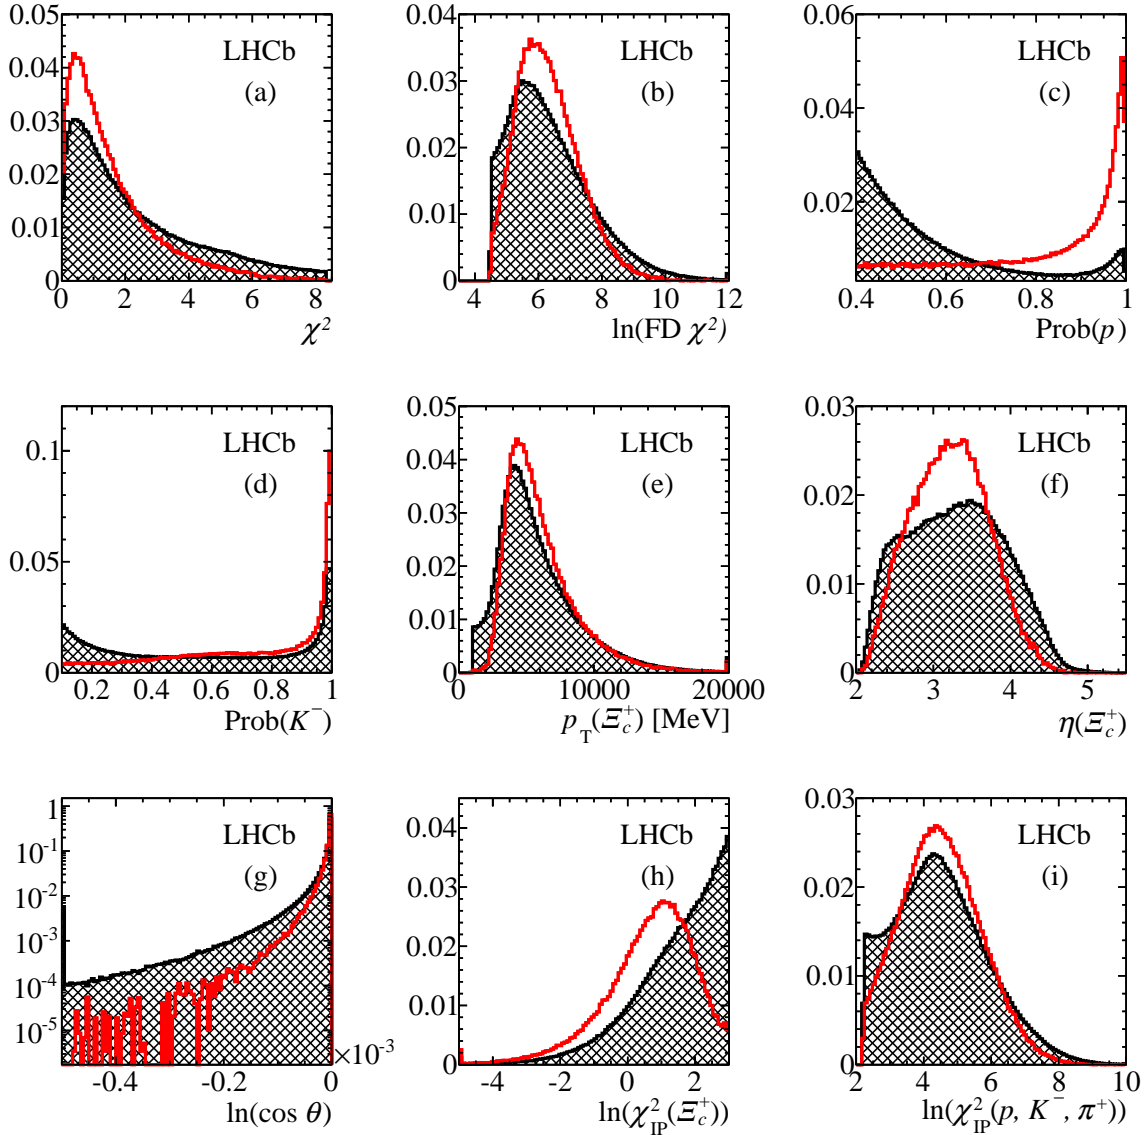 0.05
0.04
0.03
0.02
0.01
0
LHCb
(a)
0 2 4 6 8
χ²
0.04
0.03
0.02
0.01
0.00
LHCb
(b)
4 6 8 10 12
ln(FD χ²)
0.06
0.04
0.02
LHCb
(c)
0.4 0.6 0.8 1
Prob(p)
0.1
0.05
0
LHCb
(d)
0.2 0.4 0.6 0.8 1
Prob(K⁻)
0.05
0.04
0.03
0.02
0.01
0.00
LHCb
(e)
0 10000 20000
p_T(Ξ_c⁺) [MeV]
0.03
0.02
0.01
0
LHCb
(f)
2 3 4 5
η(Ξ_c⁺)
1
10⁻¹
10⁻²
10⁻³
10⁻⁴
10⁻⁵
LHCb
(g)
-0.4 -0.2 0
×10⁻³
ln(cos θ)
0.04
0.03
0.02
0.01
0.00
LHCb
(h)
-4 -2 0 2
ln(χ²_IP(Ξ_c⁺))
0.03
0.02
0.01
0
LHCb
(i)
2 4 6 8 10
ln(χ²_IP(p, K⁻, π⁺))